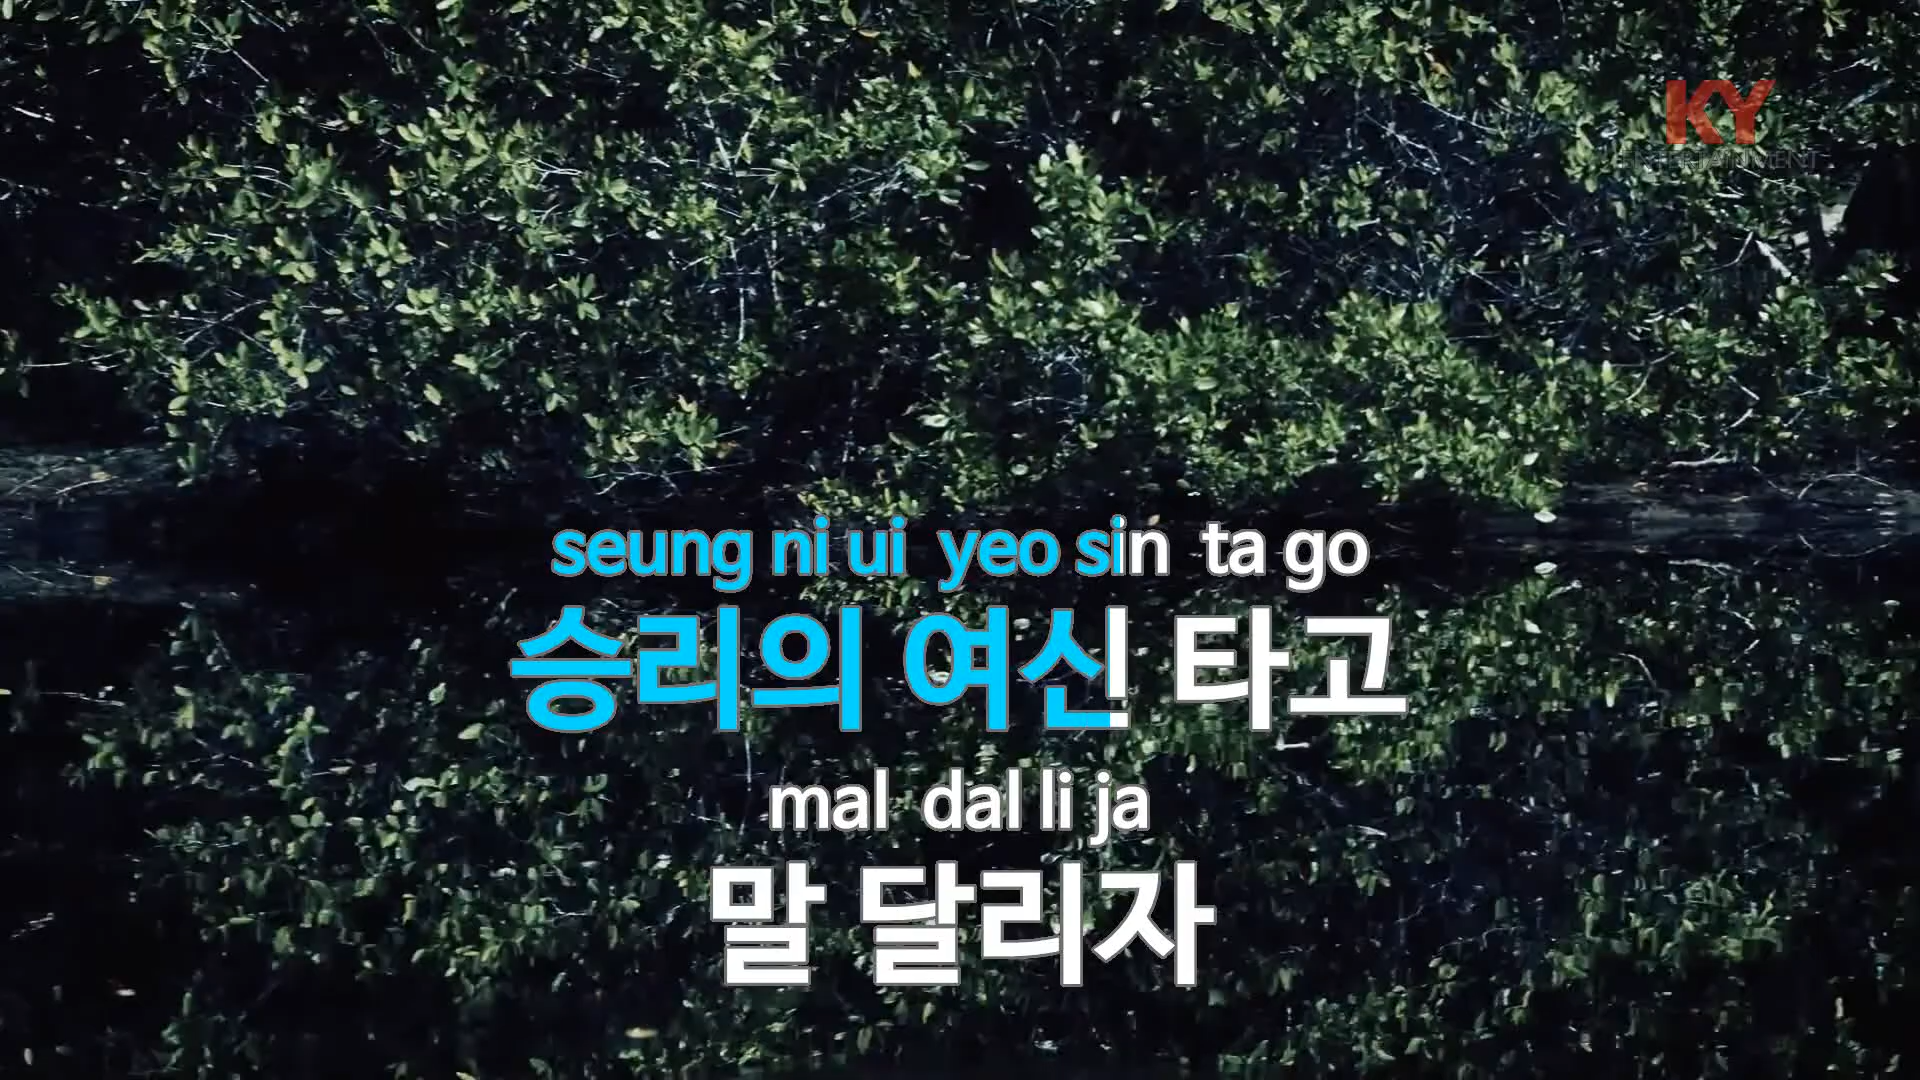 KY
ENTERTAINMENT
seung ni ui yeo sin ta go
승리의 여신 타고
mal dal li ja
말 달리자